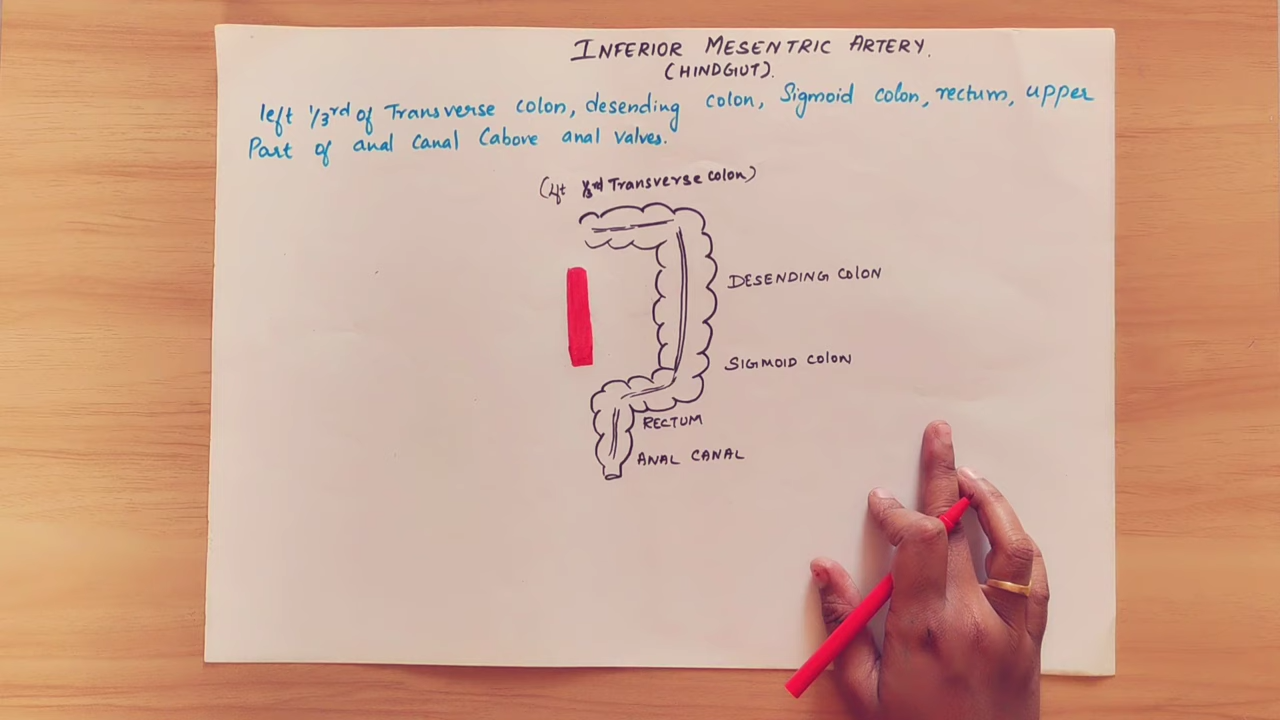 INFERIOR MESENTRIC ARTERY.
(HINDGUT).
left 1/3rd of Transverse colon, desending colon, Sigmoid colon, rectum, upper
Part of anal canal Cabove anal valves.
(Lft 1/3rd Transverse colon)
DESENDING COLON
SIGMOID COLON
RECTUM
ANAL CANAL